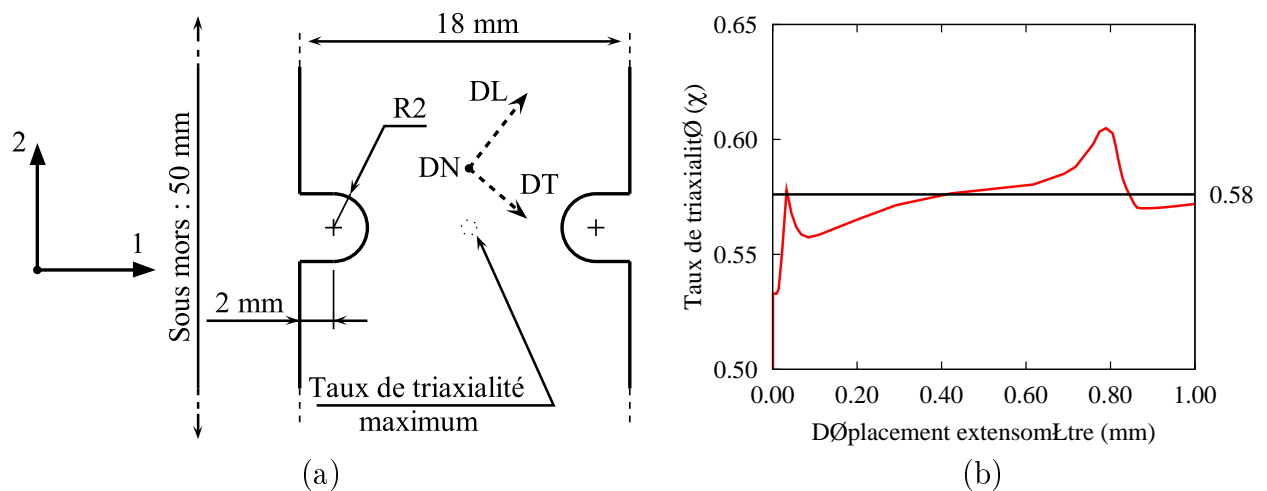 18 mm
DL
R2
2
DN
DT
1
Sous mors : 50 mm
2 mm
Taux de triaxialité
maximum
(a)
0.65
0.60
0.55
0.50
Taux de triaxialitØ (χ)
0.58
0.00 0.20 0.40 0.60 0.80 1.00
DØplacement extensomŁtre (mm)
(b)